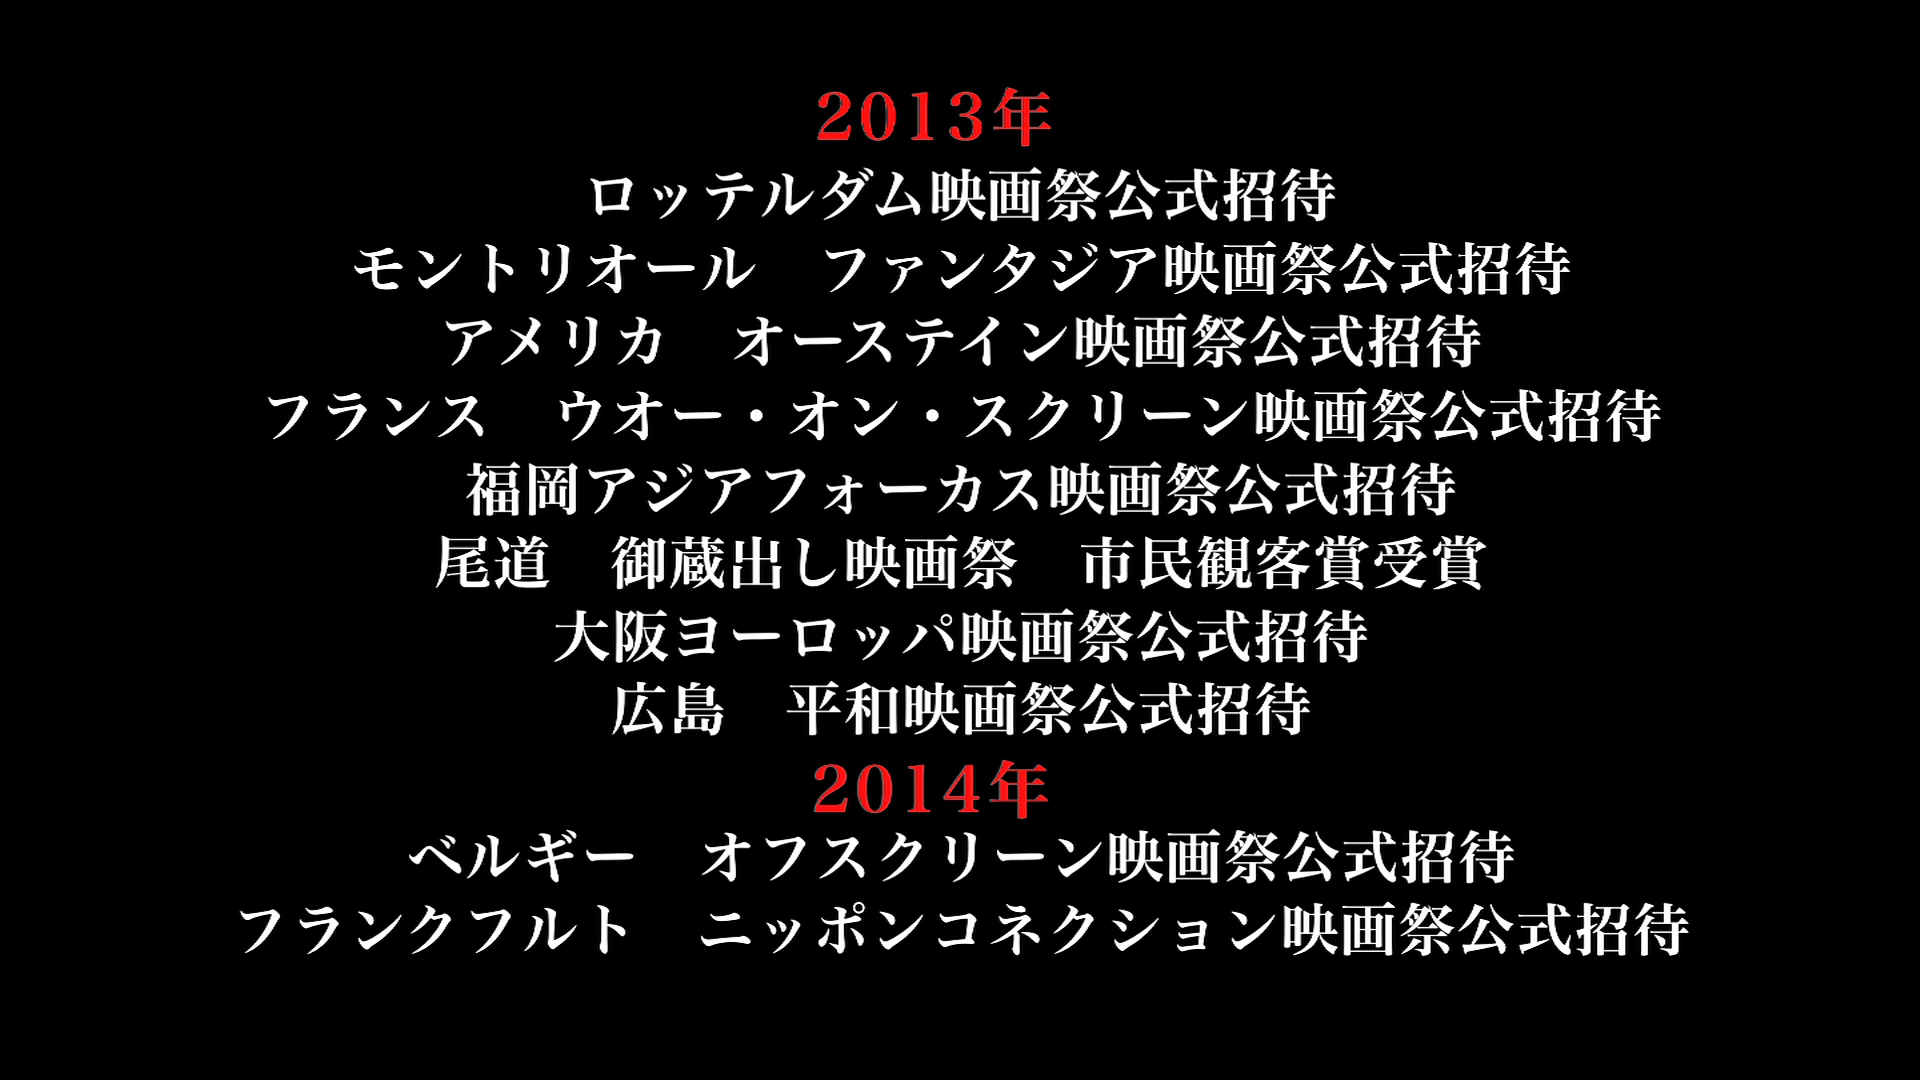 2013年
ロッテルダム映画祭公式招待
モントリオール　ファンタジア映画祭公式招待
アメリカ　オーステイン映画祭公式招待
フランス　ウオー・オン・スクリーン映画祭公式招待
福岡アジアフォーカス映画祭公式招待
尾道　御蔵出し映画祭　市民観客賞受賞
大阪ヨーロッパ映画祭公式招待
広島　平和映画祭公式招待
2014年
ベルギー　オフスクリーン映画祭公式招待
フランクフルト　ニッポンコネクション映画祭公式招待